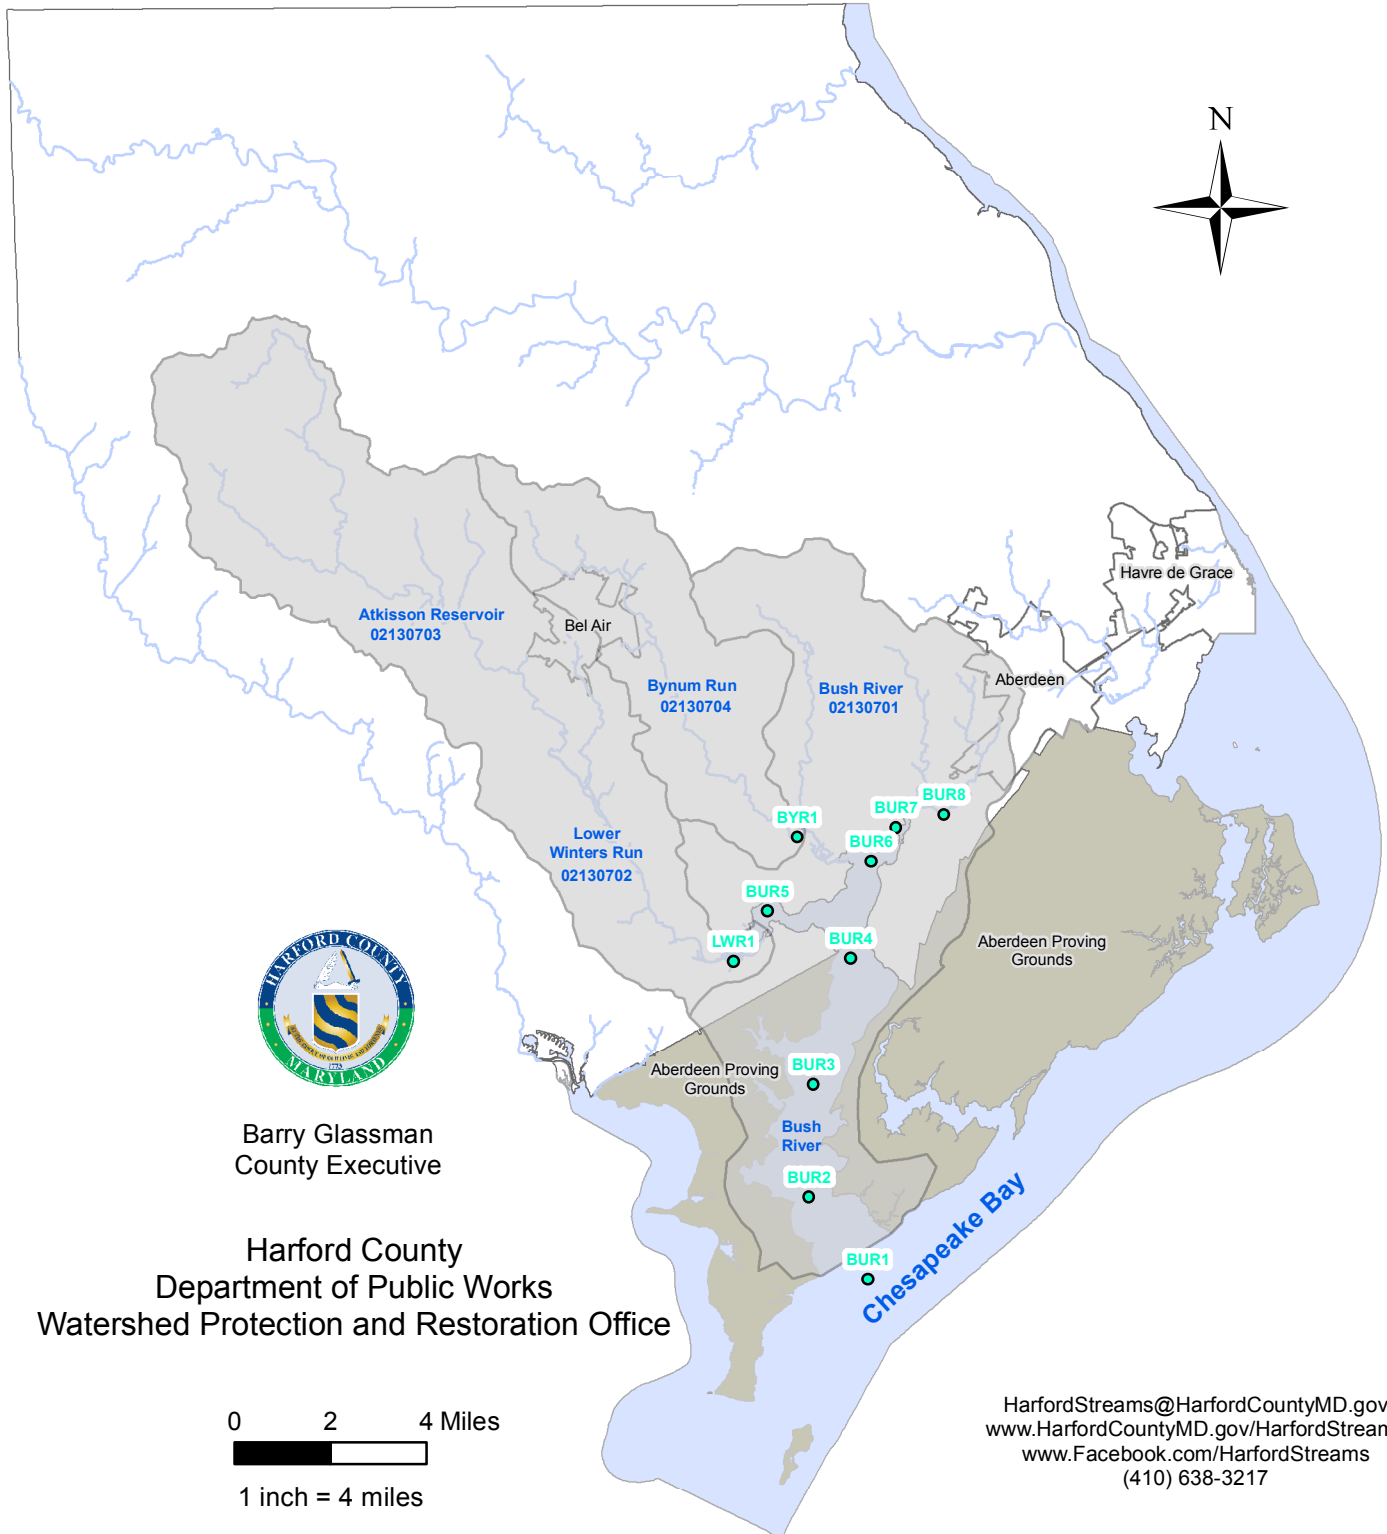 N
Havre de Grace
Atkisson Reservoir
02130703
Bel Air
Aberdeen
Bynum Run
02130704
Bush River
02130701
BUR8
BUR7
BYR1
BUR6
Lower
Winters Run
02130702
BUR5
LWR1
BUR4
Aberdeen Proving
Grounds
HARFORD COUNTY
MARYLAND
Aberdeen Proving
Grounds
BUR3
Bush
River
BUR2
BUR1
Chesapeake Bay
Barry Glassman
County Executive
Harford County
Department of Public Works
Watershed Protection and Restoration Office
0 2 4 Miles
1 inch = 4 miles
HarfordStreams@HarfordCountyMD.gov
www.HarfordCountyMD.gov/HarfordStream
www.Facebook.com/HarfordStreams
(410) 638-3217